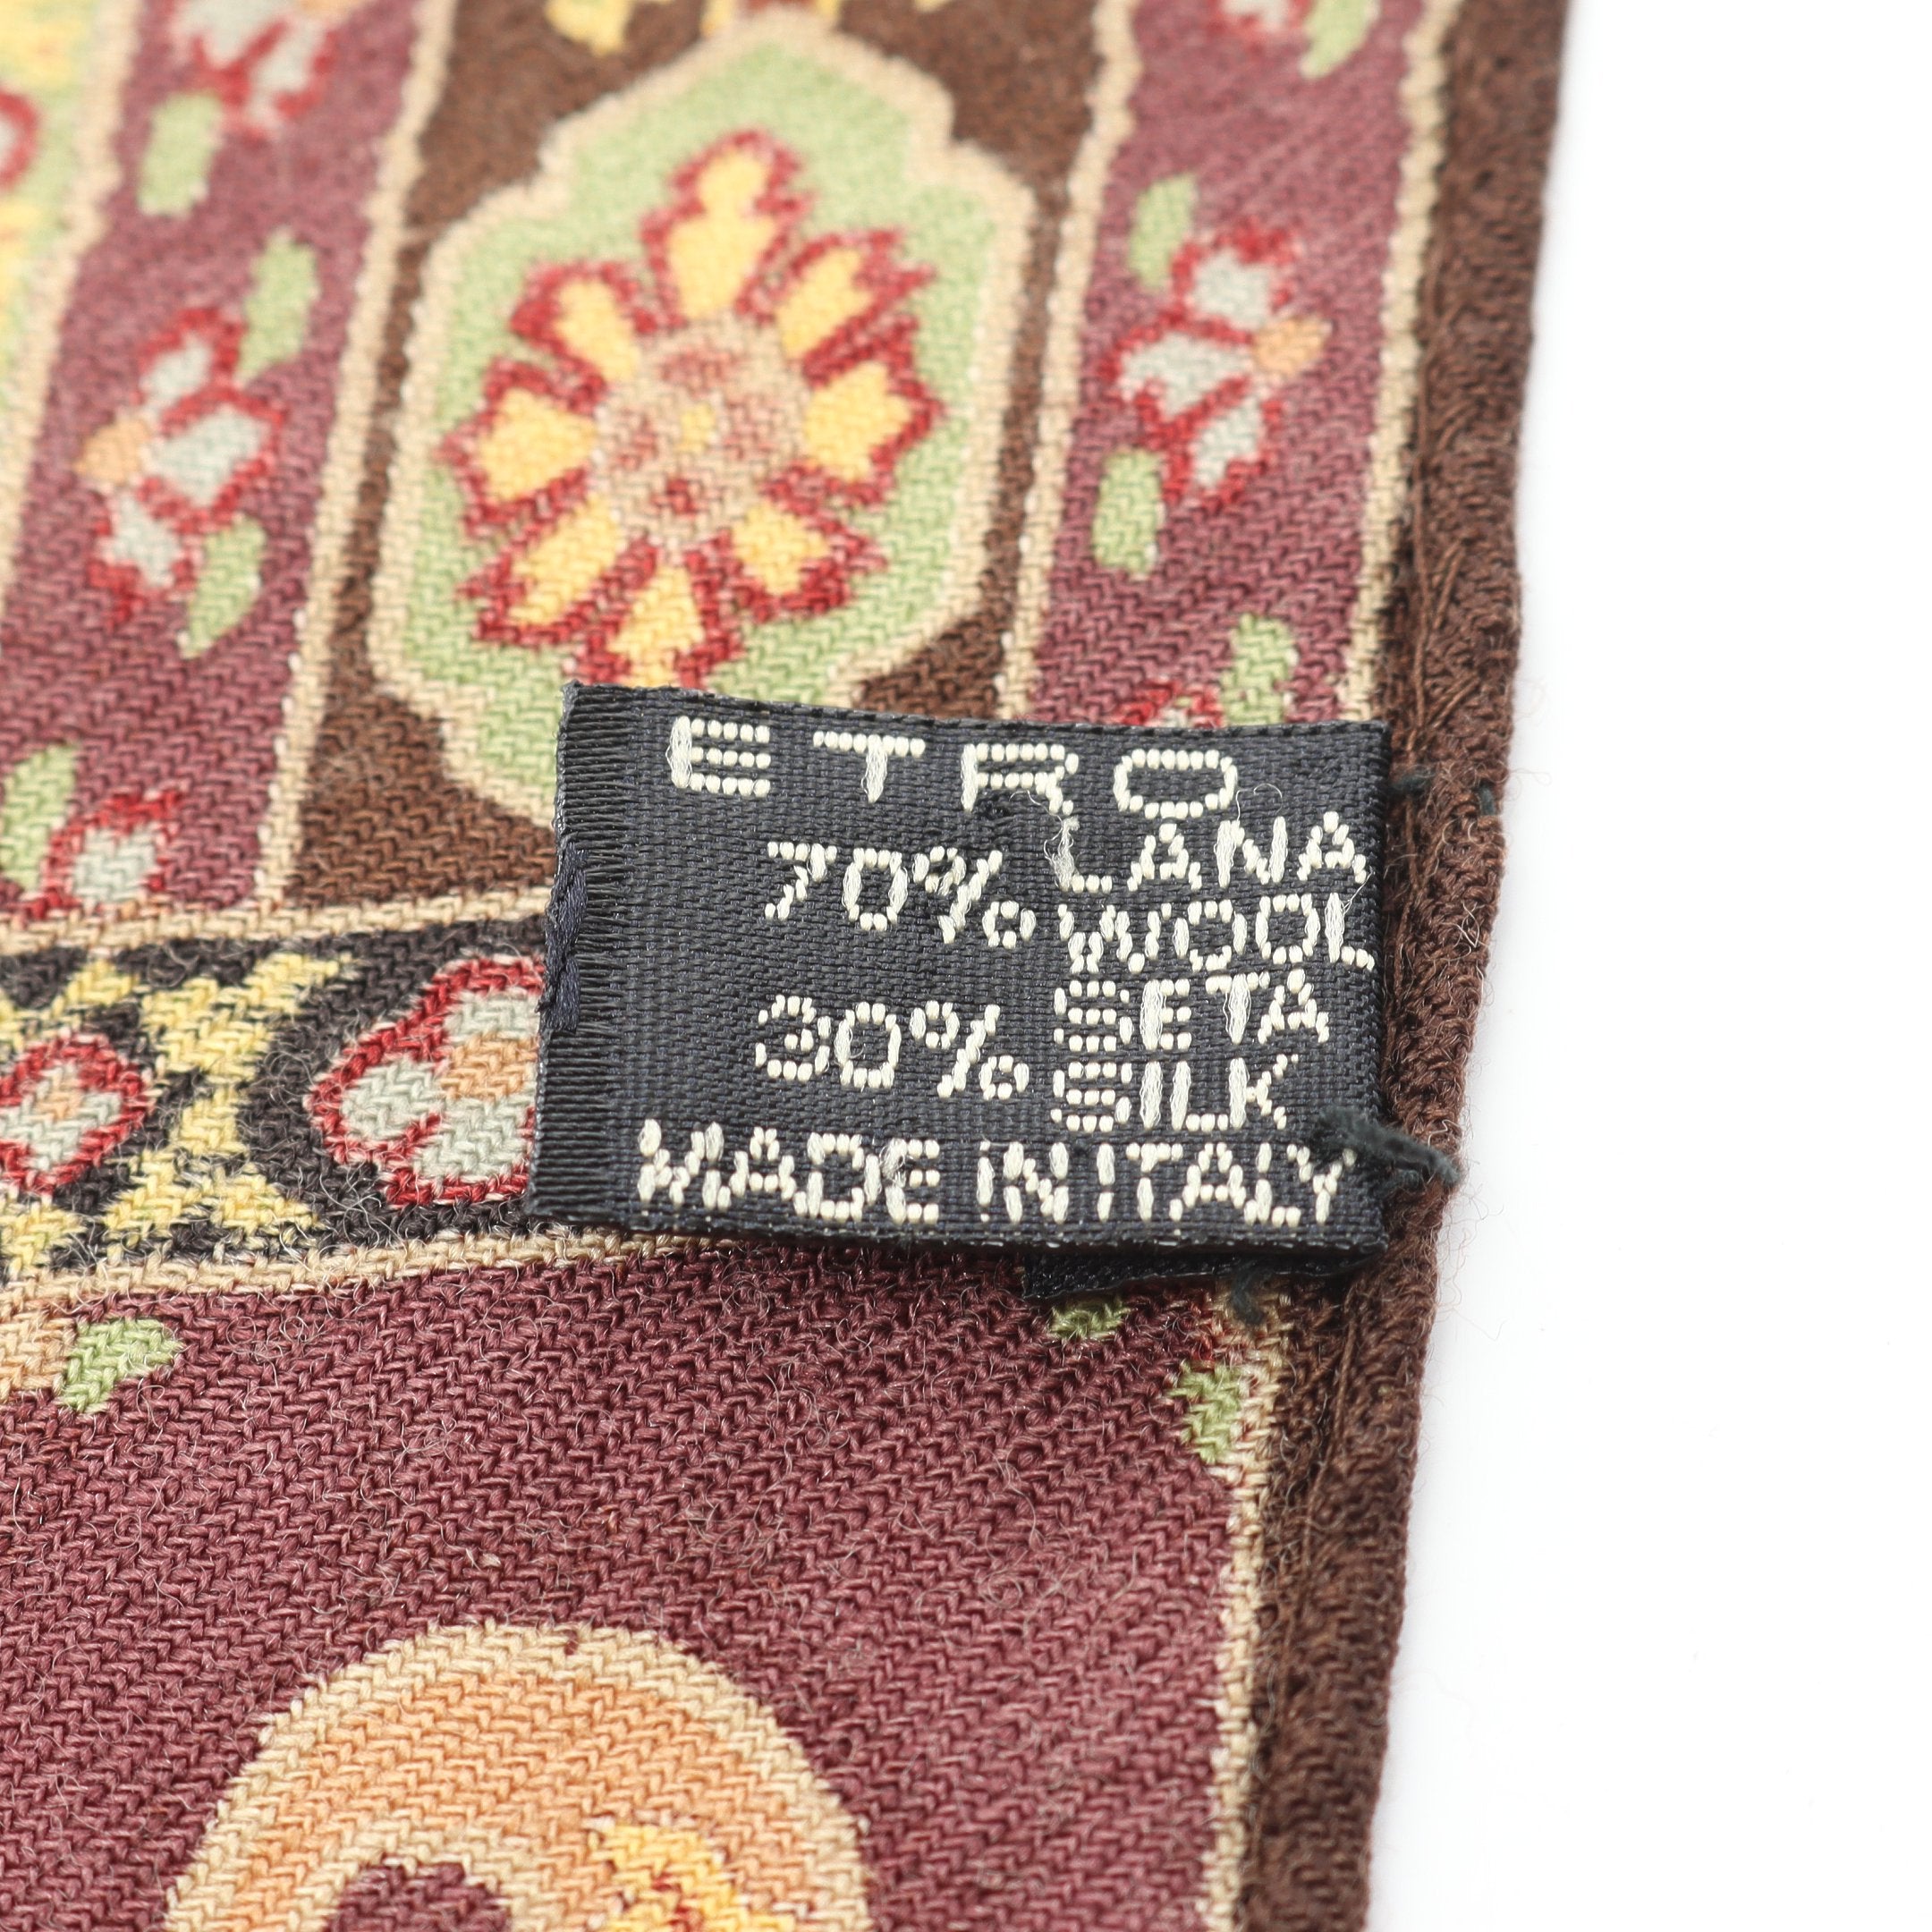 ETRO
70% LANA
WOOL
30% SETA
SILK
MADE IN ITALY